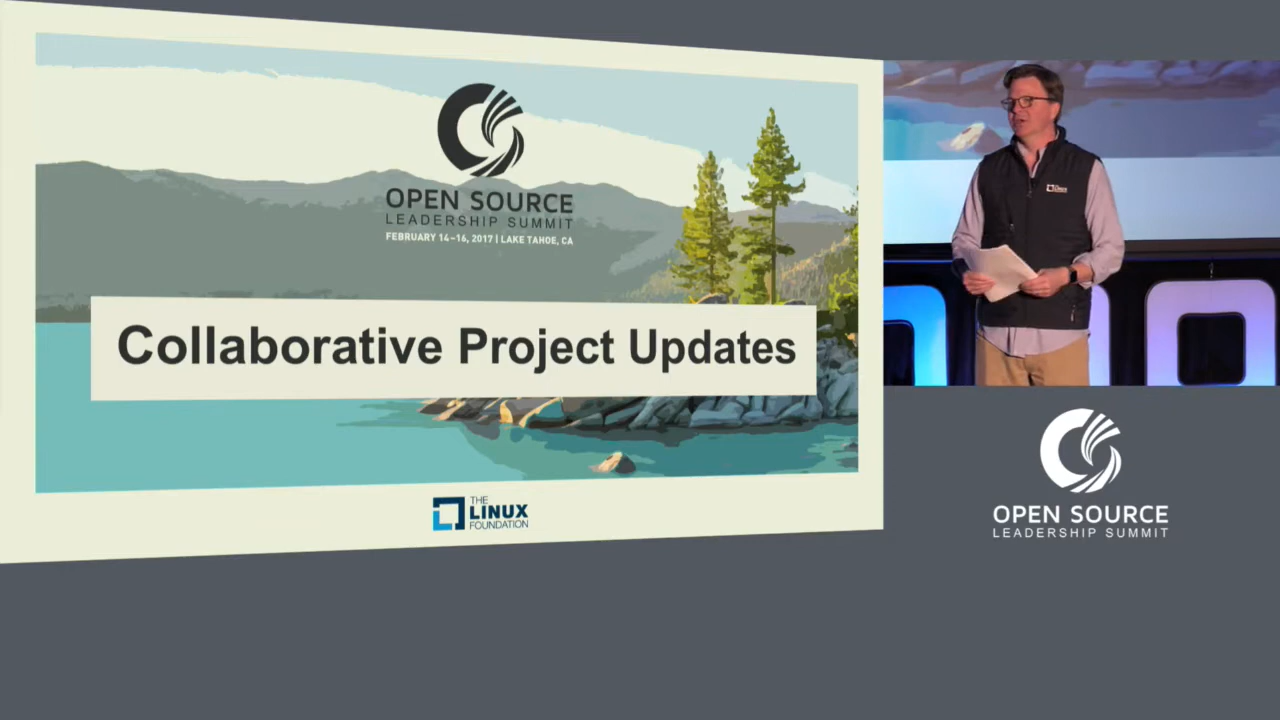 OPEN SOURCE
LEADERSHIP SUMMIT
FEBRUARY 14–16, 2017 | LAKE TAHOE, CA
Collaborative Project Updates
THE
LINUX
FOUNDATION
LINUX
OPEN SOURCE
LEADERSHIP SUMMIT